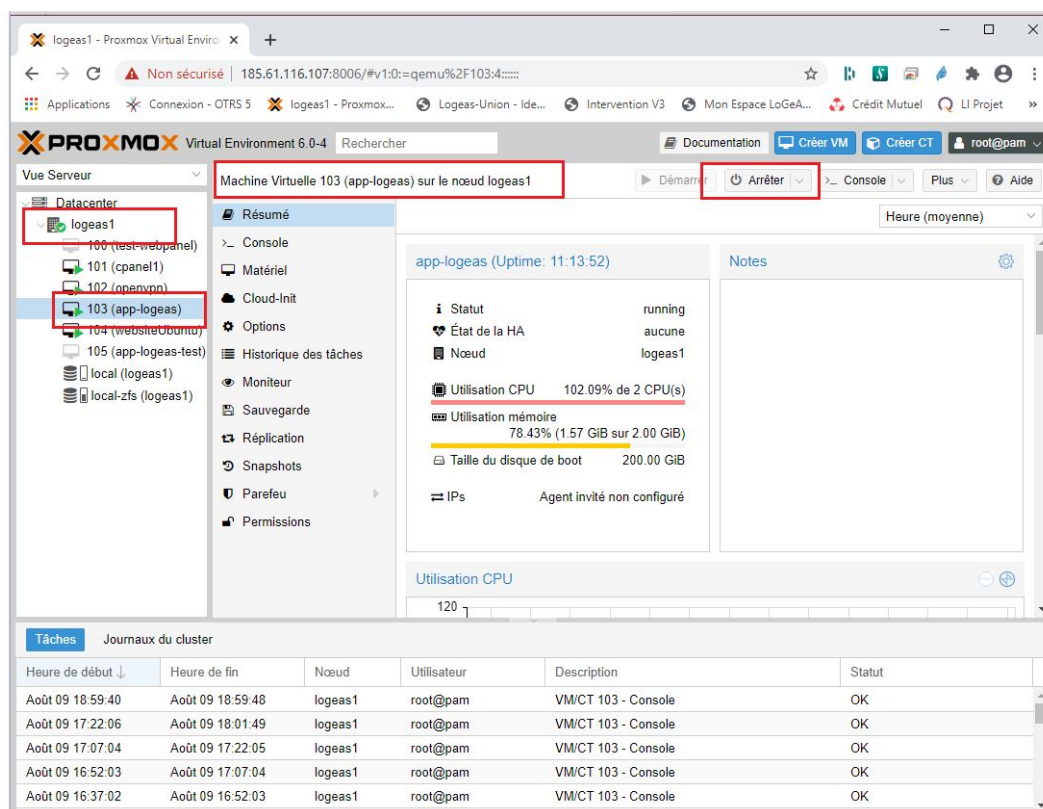 logeas1 - Proxmox Virtual Enviro
Non sécurisé | 185.61.116.107:8006/#v1:0:=qemu%2F103:4::::::
Applications Connexion - OTRS 5 logeas1 - Proxmox... Logeas-Union - Ide... Intervention V3 Mon Espace LoGeA... Crédit Mutuel LI Projet »
PROXMOX Virtual Environment 6.0-4 Rechercher Documentation Créer VM Créer CT root@pam
Vue Serveur
Machine Virtuelle 103 (app-logeas) sur le nœud logeas1 Démarrer Arrêter Console Plus Aide
Datacenter
logeas1
100 (test-webpanel)
101 (cpanel1)
102 (openvpn)
103 (app-logeas)
104 (websiteUbuntu)
105 (app-logeas-test)
local (logeas1)
local-zfs (logeas1)
Résumé
Console
Matériel
Cloud-Init
Options
Historique des tâches
Moniteur
Sauvegarde
Réplication
Snapshots
Parefeu
Permissions
Heure (moyenne)
app-logeas (Uptime: 11:13:52)
Statut running
État de la HA aucune
Nœud logeas1
Utilisation CPU 102.09% de 2 CPU(s)
Utilisation mémoire
78.43% (1.57 GiB sur 2.00 GiB)
Taille du disque de boot 200.00 GiB
IPs Agent invité non configuré
Notes
Utilisation CPU
120
Tâches Journaux du cluster
Heure de début Heure de fin Nœud Utilisateur Description Statut
Août 09 18:59:40 Août 09 18:59:48 logeas1 root@pam VM/CT 103 - Console OK
Août 09 17:22:06 Août 09 18:01:49 logeas1 root@pam VM/CT 103 - Console OK
Août 09 17:07:04 Août 09 17:22:05 logeas1 root@pam VM/CT 103 - Console OK
Août 09 16:52:03 Août 09 17:07:04 logeas1 root@pam VM/CT 103 - Console OK
Août 09 16:37:02 Août 09 16:52:03 logeas1 root@pam VM/CT 103 - Console OK